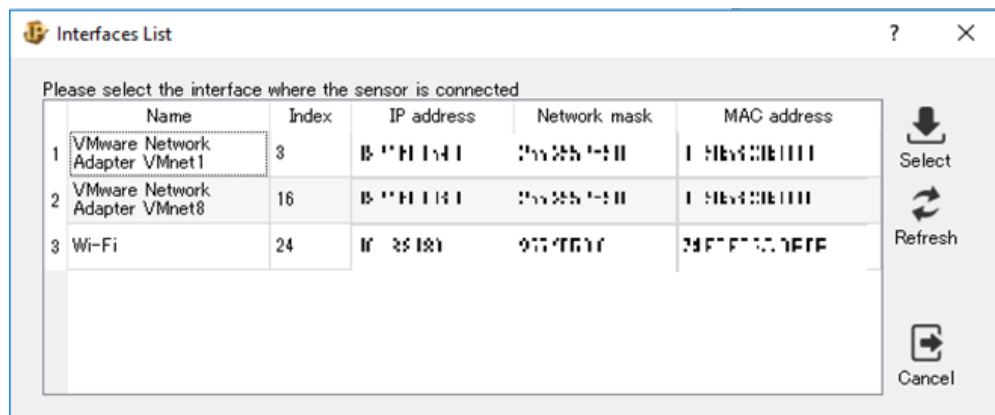 Interfaces List
?
Please select the interface where the sensor is connected
Name Index IP address Network mask MAC address
1 VMware Network Adapter VMnet1 3
2 VMware Network Adapter VMnet8 16
3 Wi-Fi 24
Select
Refresh
Cancel